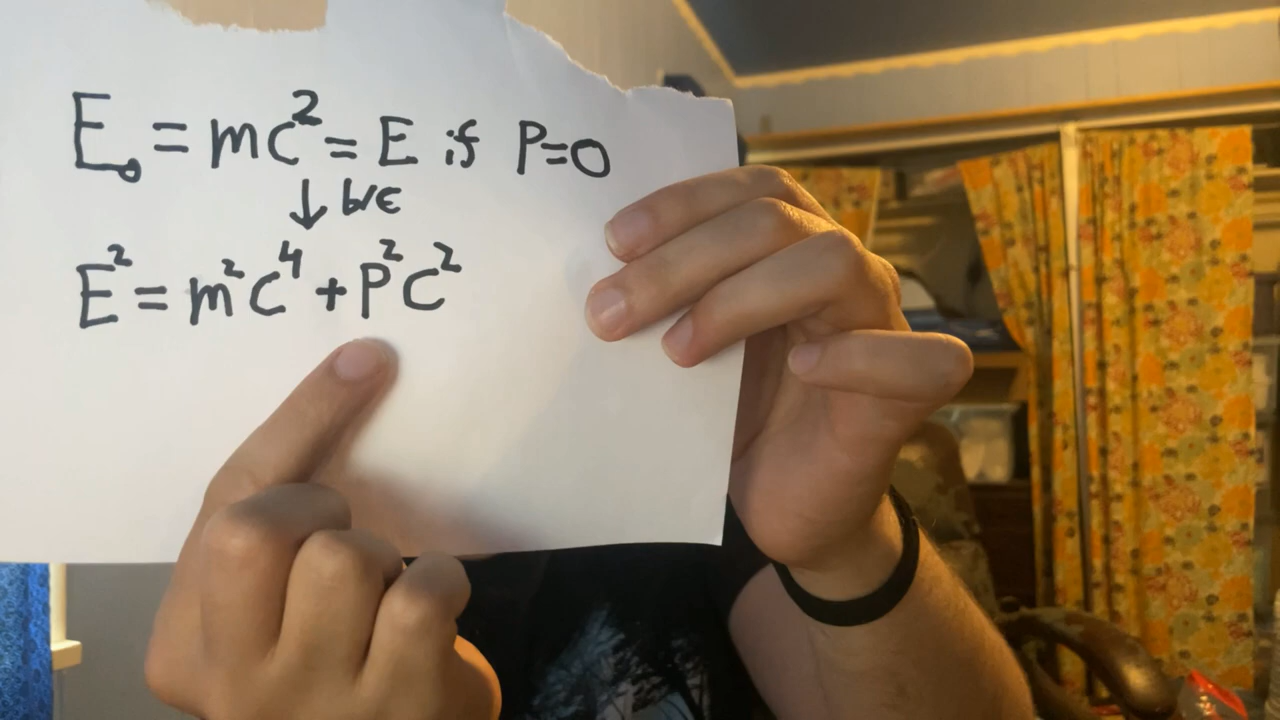 E₀ = mc² = E if P=0
↓ b/c
E² = m²c⁴ + P²c²